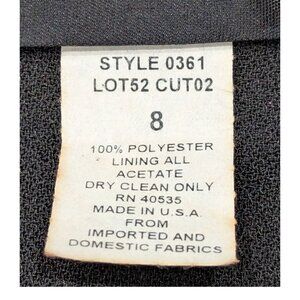 STYLE 0361
LOT52 CUT02
8
100% POLYESTER
LINING ALL
ACETATE
DRY CLEAN ONLY
RN 40535
MADE IN U.S.A.
FROM
IMPORTED AND
DOMESTIC FABRICS